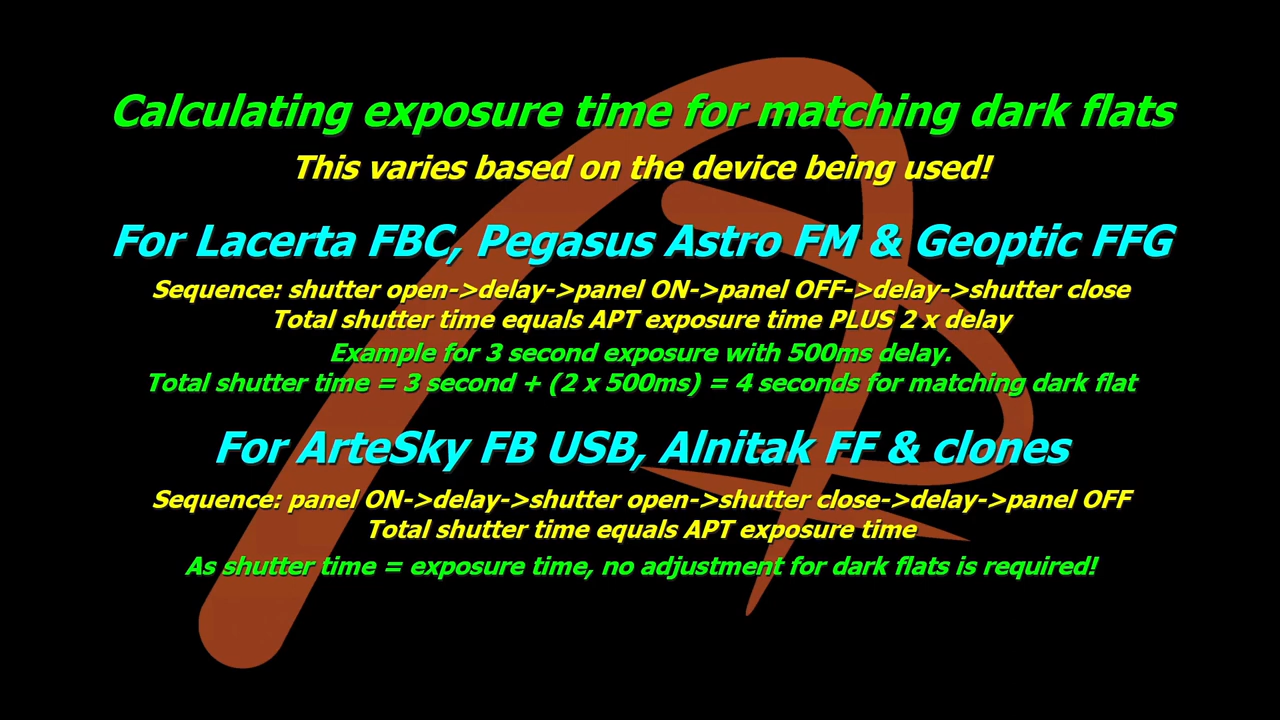 Calculating exposure time for matching dark flats
This varies based on the device being used!
For Lacerta FBC, Pegasus Astro FM & Geoptic FFG
Sequence: shutter open->delay->panel ON->panel OFF->delay->shutter close
Total shutter time equals APT exposure time PLUS 2 x delay
Example for 3 second exposure with 500ms delay.
Total shutter time = 3 second + (2 x 500ms) = 4 seconds for matching dark flat
For ArteSky FB USB, Alnitak FF & clones
Sequence: panel ON->delay->shutter open->shutter close->delay->panel OFF
Total shutter time equals APT exposure time
As shutter time = exposure time, no adjustment for dark flats is required!